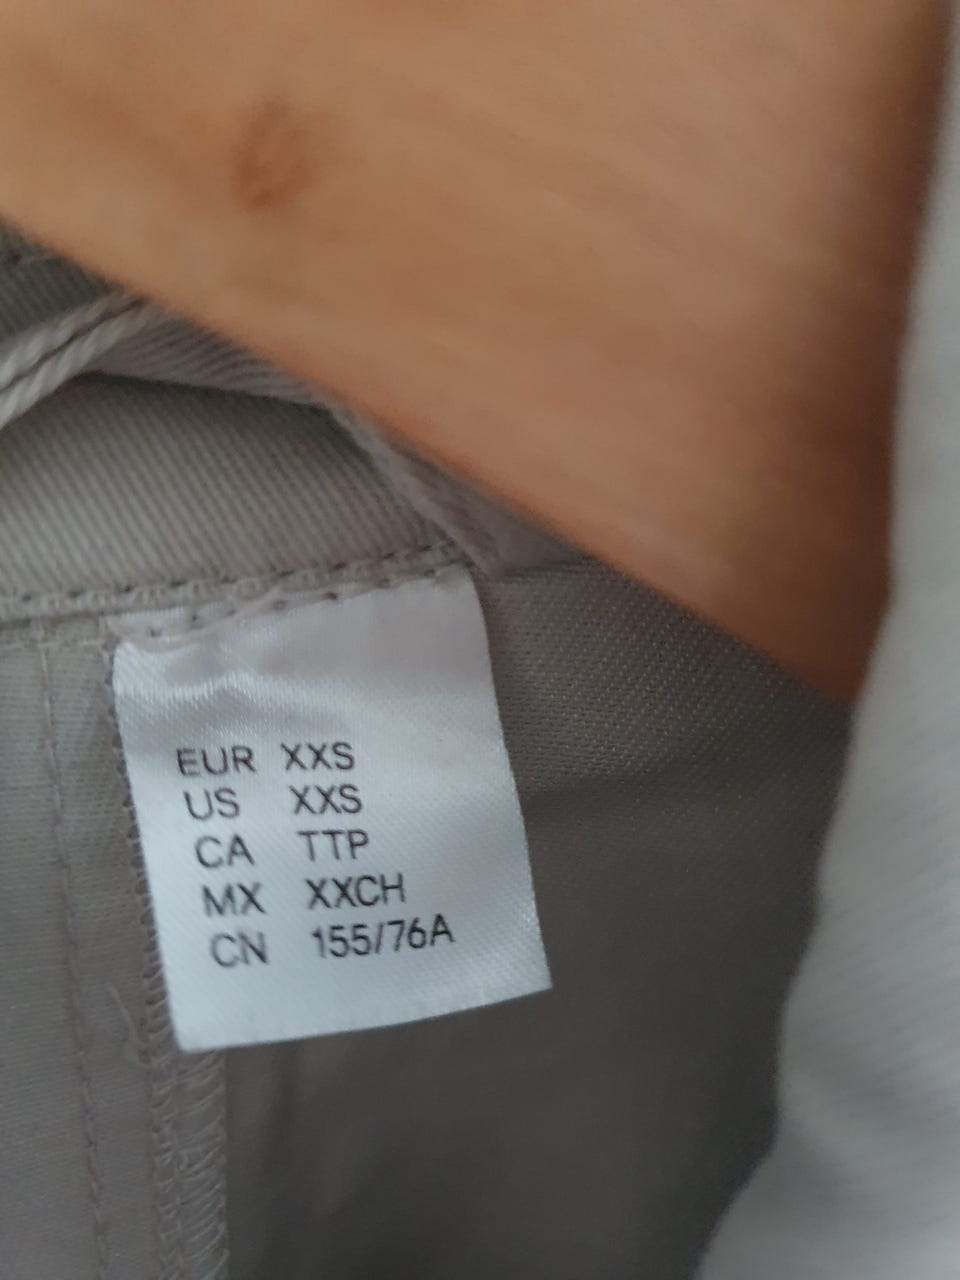 EUR XXS
US XXS
CA TTP
MX XXCH
CN 155/76A